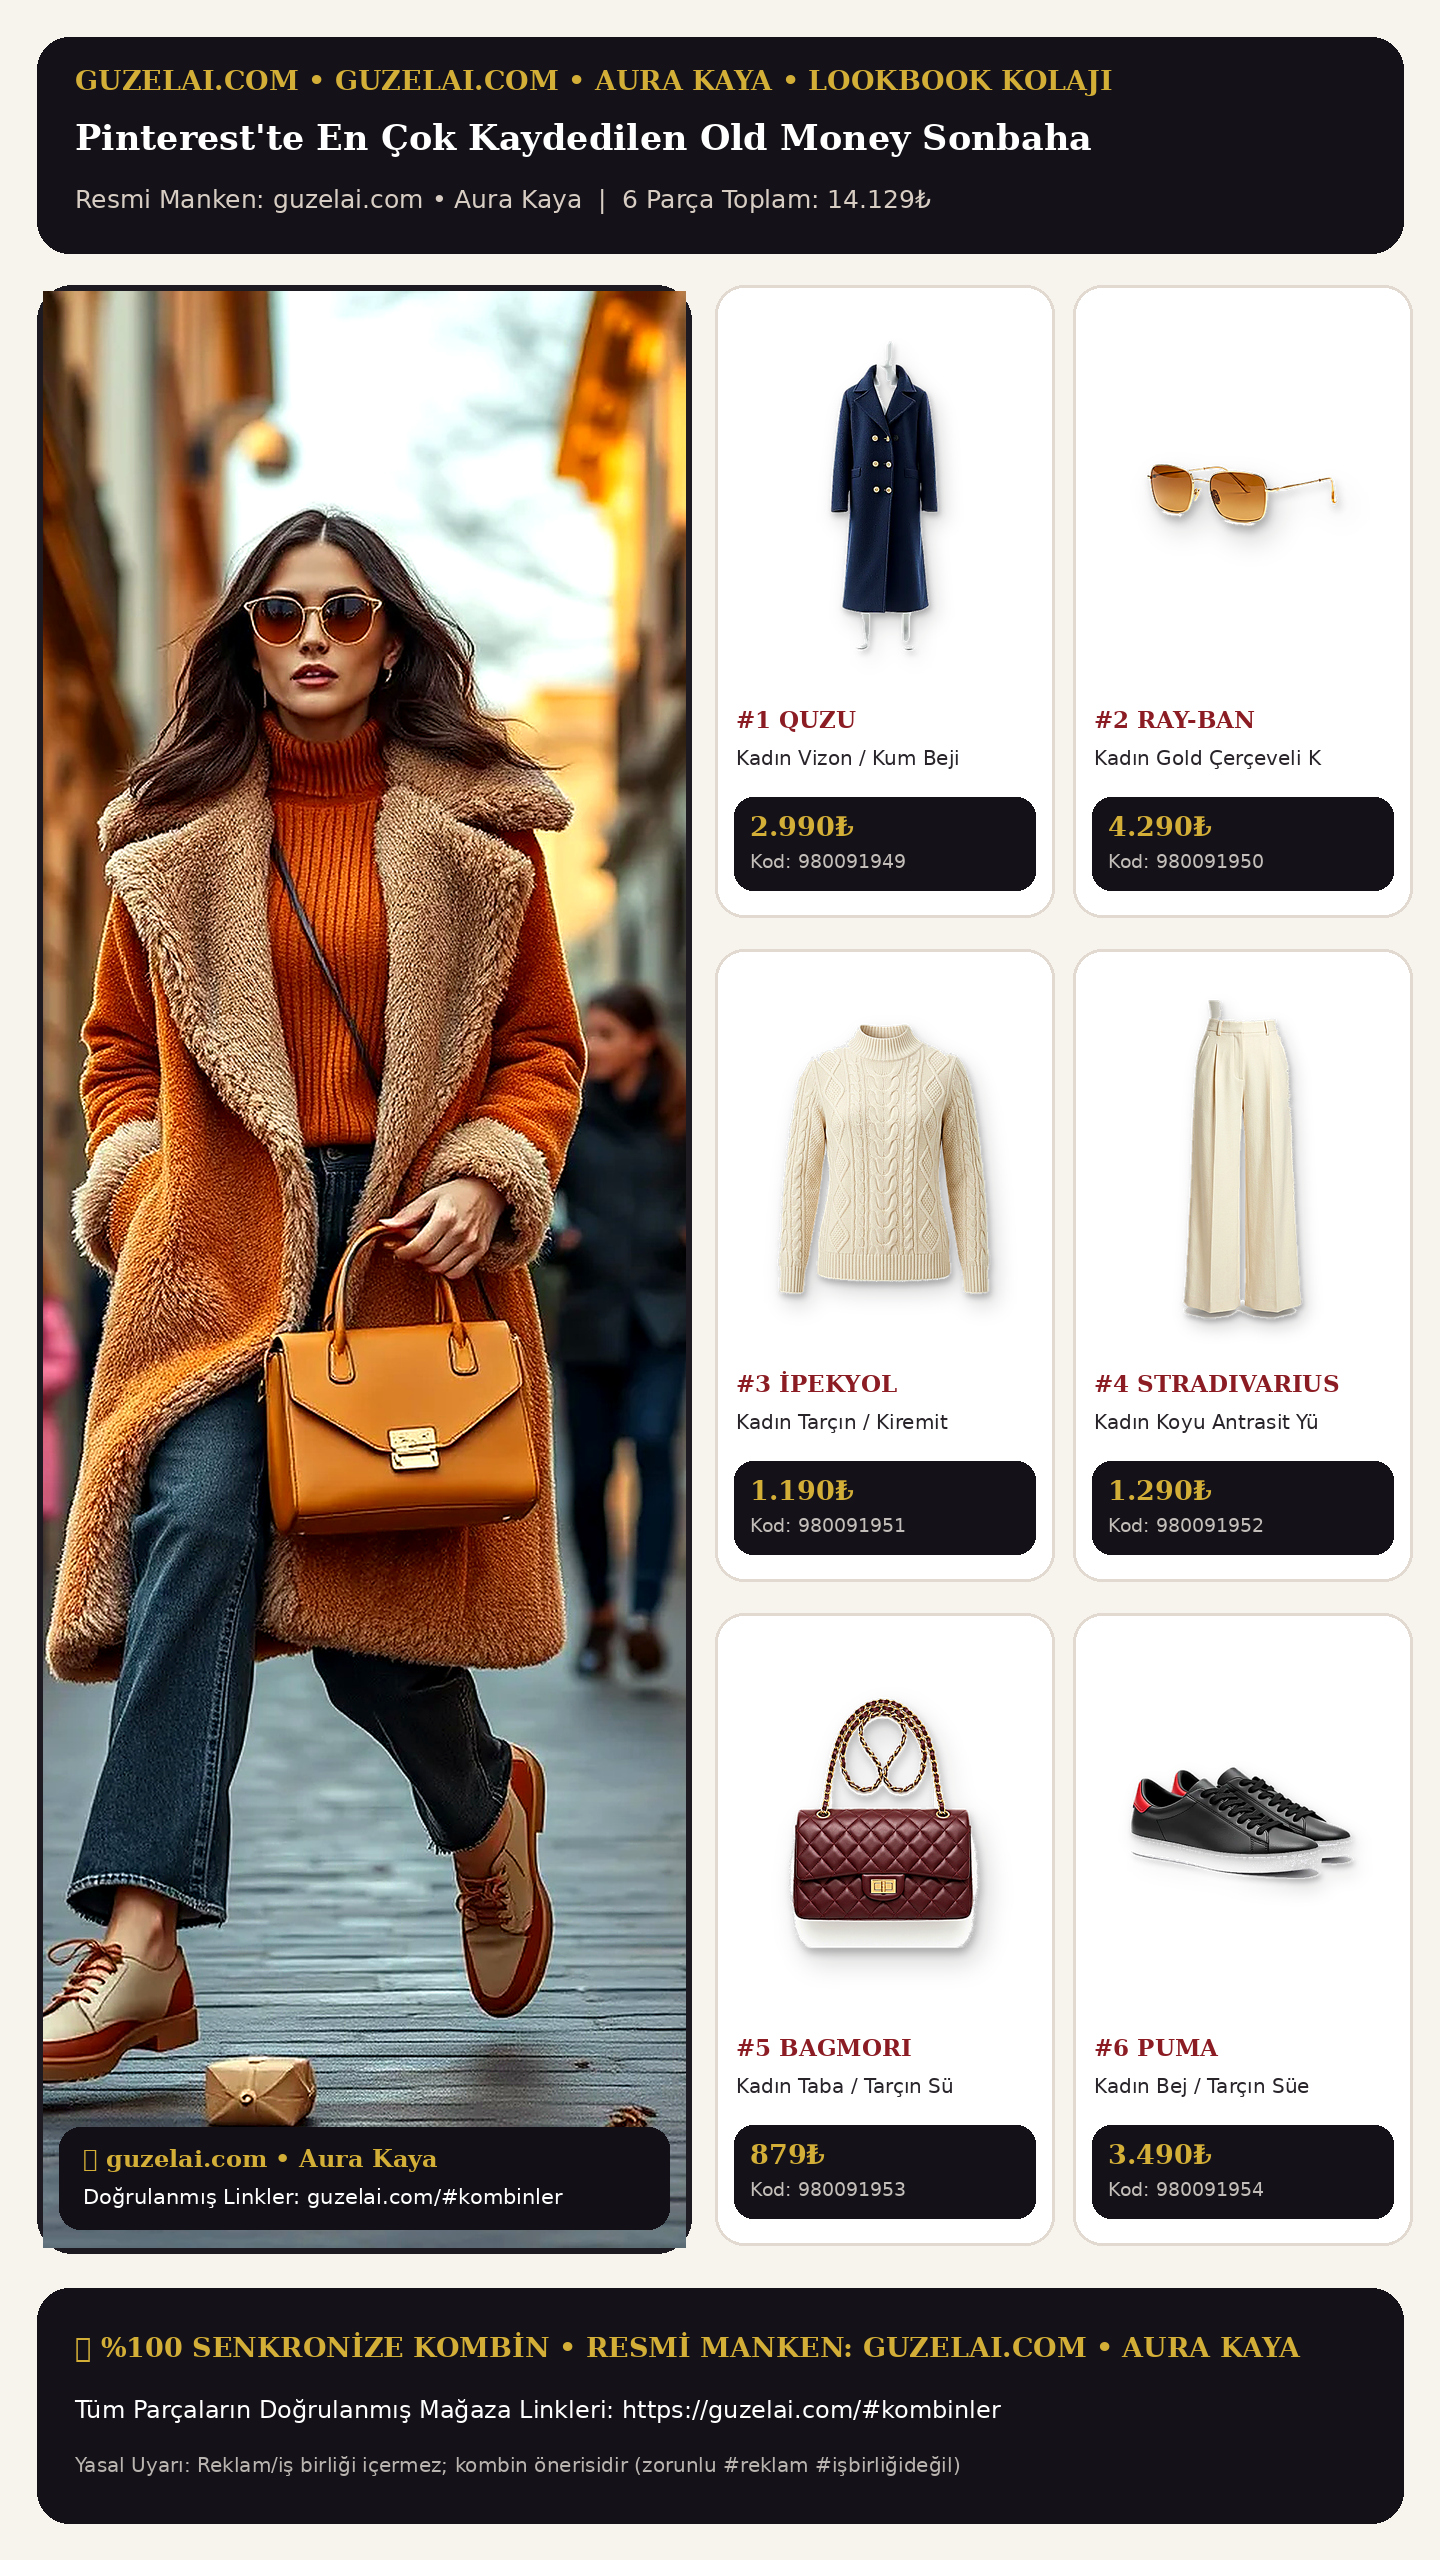 GUZELAI.COM • GUZELAI.COM • AURA KAYA • LOOKBOOK KOLAJI
Pinterest'te En Çok Kaydedilen Old Money Sonbaha
Resmi Manken: guzelai.com • Aura Kaya | 6 Parça Toplam: 14.129₺
#1 QUZU
Kadın Vizon / Kum Beji
2.990₺
Kod: 980091949
#2 RAY-BAN
Kadın Gold Çerçeveli K
4.290₺
Kod: 980091950
#3 İPEKYOL
Kadın Tarçın / Kiremit
1.190₺
Kod: 980091951
#4 STRADIVARIUS
Kadın Koyu Antrasit Yü
1.290₺
Kod: 980091952
#5 BAGMORI
Kadın Taba / Tarçın Sü
879₺
Kod: 980091953
#6 PUMA
Kadın Bej / Tarçın Süe
3.490₺
Kod: 980091954
guzelai.com • Aura Kaya
Doğrulanmış Linkler: guzelai.com/#kombinler
%100 SENKRONİZE KOMBİN • RESMİ MANKEN: GUZELAI.COM • AURA KAYA
Tüm Parçaların Doğrulanmış Mağaza Linkleri: https://guzelai.com/#kombinler
Yasal Uyarı: Reklam/iş birliği içermez; kombin önerisidir (zorunlu #reklam #işbirliğideğil)